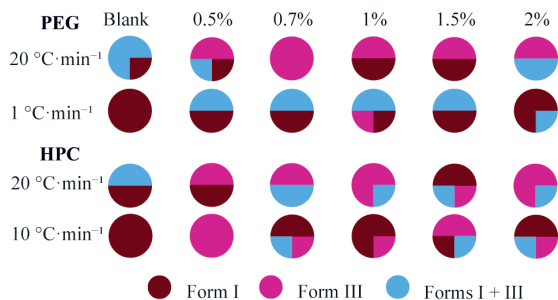 Blank 0.5% 0.7% 1% 1.5% 2%
PEG
20 °C·min⁻¹
1 °C·min⁻¹
HPC
20 °C·min⁻¹
10 °C·min⁻¹
Form I Form III Forms I + III